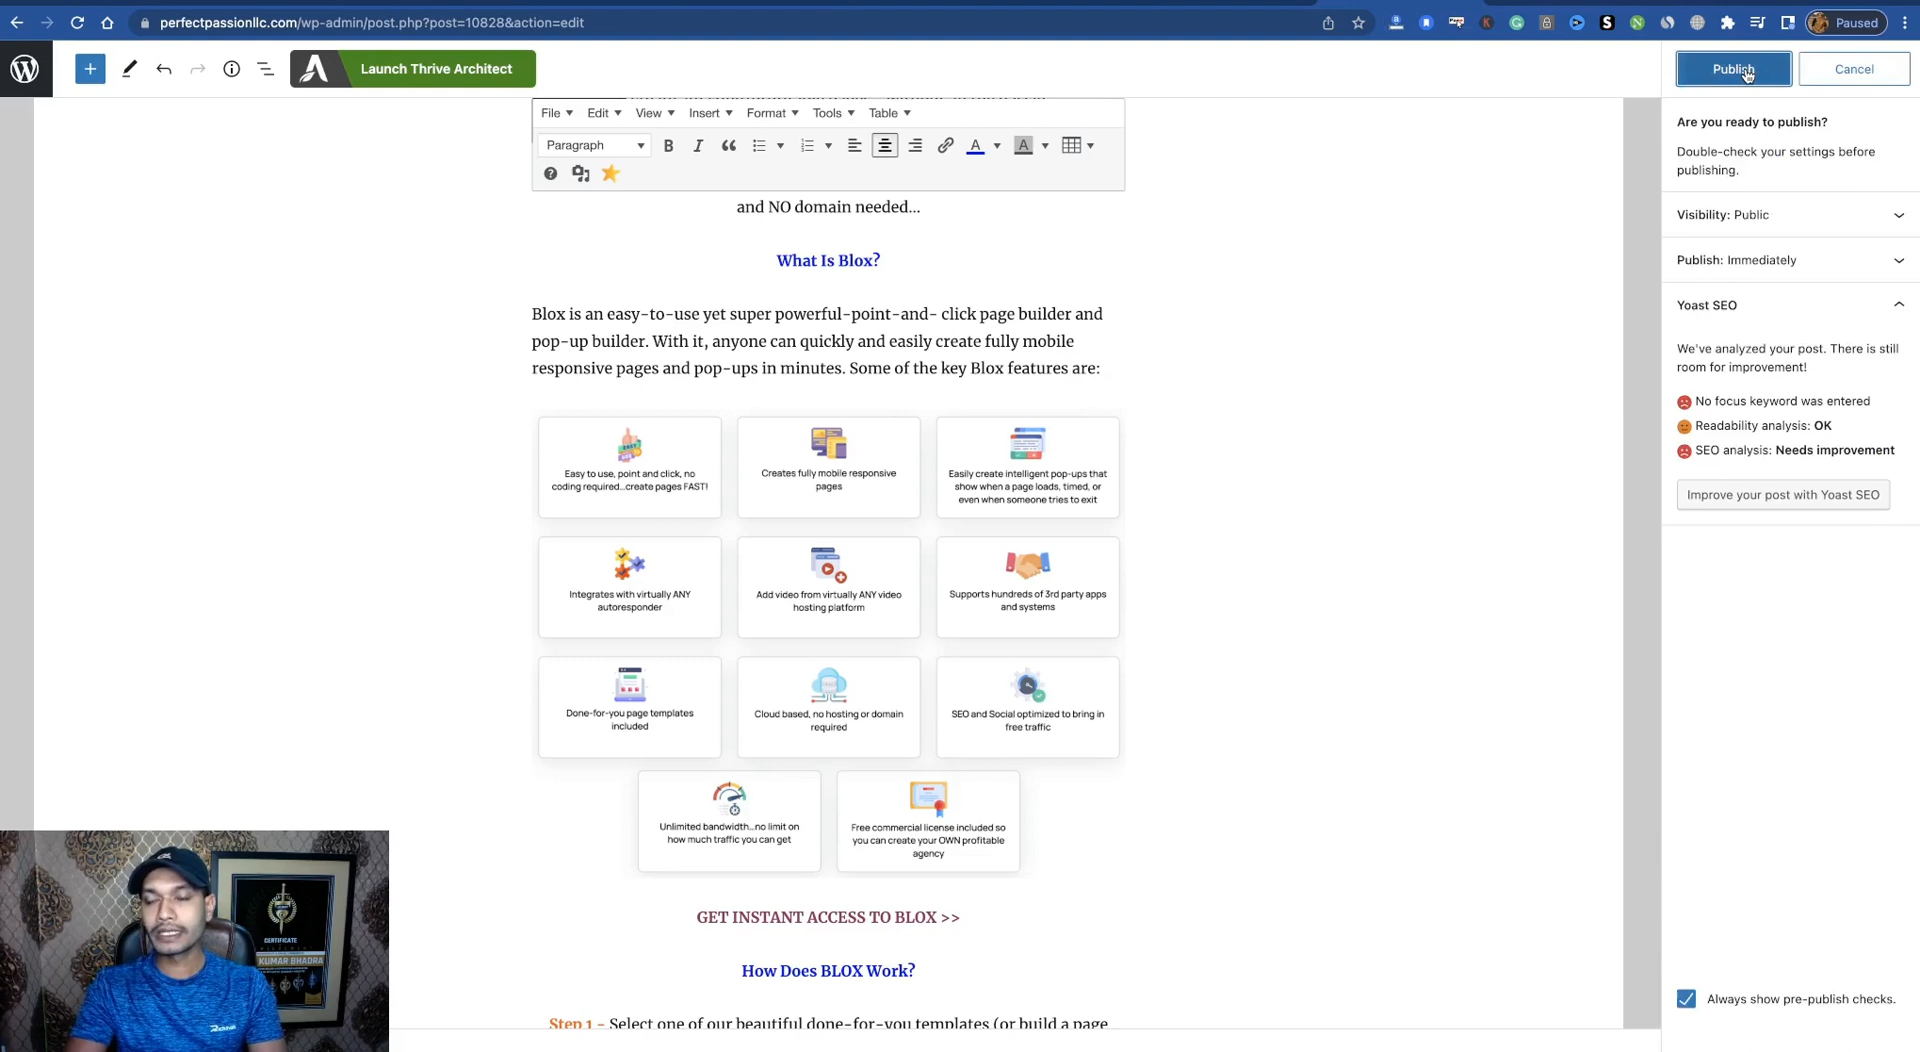 perfectpassionllc.com/wp-admin/post.php?post=10828&action=edit
Paused
Launch Thrive Architect
Publish
Cancel
File
Edit
View
Insert
Format
Tools
Table
Paragraph
and NO domain needed...
What Is Blox?
Blox is an easy-to-use yet super powerful-point-and- click page builder and
pop-up builder. With it, anyone can quickly and easily create fully mobile
responsive pages and pop-ups in minutes. Some of the key Blox features are:
Easy to use, point and click, no
coding required...create pages FAST!
Creates fully mobile responsive
pages
Easily create intelligent pop-ups that
show when a page loads, timed, or
even when someone tries to exit
Integrates with virtually ANY
autoresponder
Add video from virtually ANY video
hosting platform
Supports hundreds of 3rd party apps
and systems
Done-for-you page templates
included
Cloud based, no hosting or domain
required
SEO and Social optimized to bring in
free traffic
Unlimited bandwidth...no limit on
how much traffic you can get
Free commercial license included so
you can create your OWN profitable
agency
GET INSTANT ACCESS TO BLOX >>
How Does BLOX Work?
Step 1 - Select one of our beautiful done-for-you templates (or build a page
Are you ready to publish?
Double-check your settings before
publishing.
Visibility: Public
Publish: Immediately
Yoast SEO
We've analyzed your post. There is still
room for improvement!
No focus keyword was entered
Readability analysis: OK
SEO analysis: Needs improvement
Improve your post with Yoast SEO
Always show pre-publish checks.
CERTIFICATE
KUMAR BHADRA